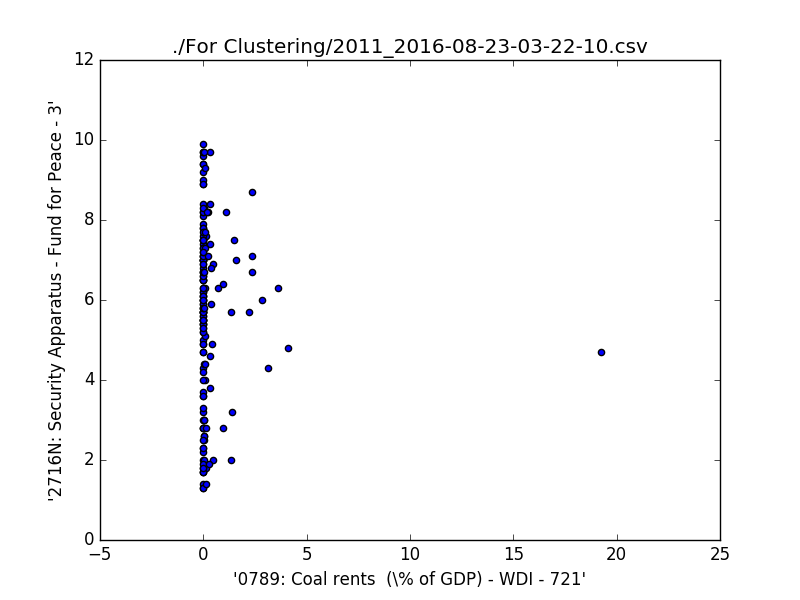 ./For Clustering/2011_2016-08-23-03-22-10.csv
12
10
8
6
4
2
0
'2716N: Security Apparatus - Fund for Peace - 3'
−5 0 5 10 15 20 25
'0789: Coal rents  (\% of GDP) - WDI - 721'